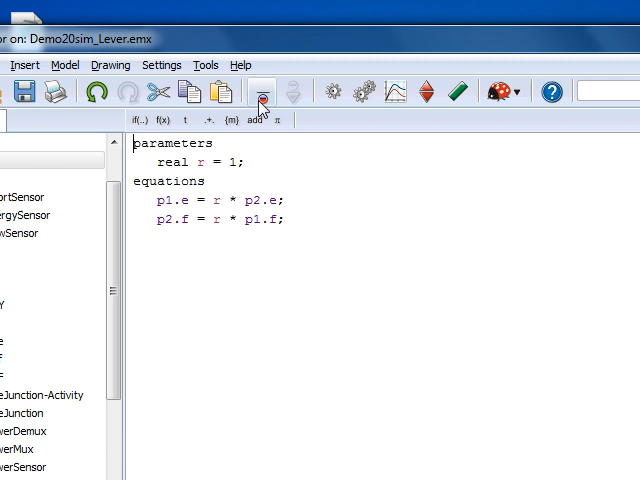 or on: Demo20sim_Lever.emx
Insert Model Drawing Settings Tools Help
if(..) f(x) t .+. {m} add π
parameters
real r = 1;
equations
p1.e = r * p2.e;
p2.f = r * p1.f;
ortSensor
ergySensor
wSensor
Y
e
F
F
eJunction-Activity
eJunction
werDemux
werMux
werSensor